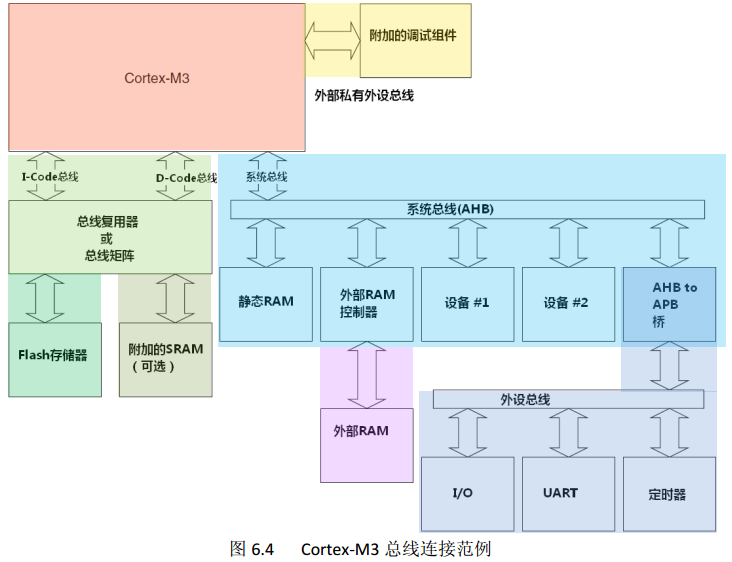 Cortex-M3
附加的调试组件
外部私有外设总线
I-Code总线
D-Code总线
系统总线
总线复用器
或
总线矩阵
系统总线(AHB)
静态RAM
外部RAM
控制器
设备 #1
设备 #2
AHB to
APB
桥
Flash存储器
附加的SRAM
（可选）
外设总线
外部RAM
I/O
UART
定时器
图 6.4 Cortex-M3 总线连接范例